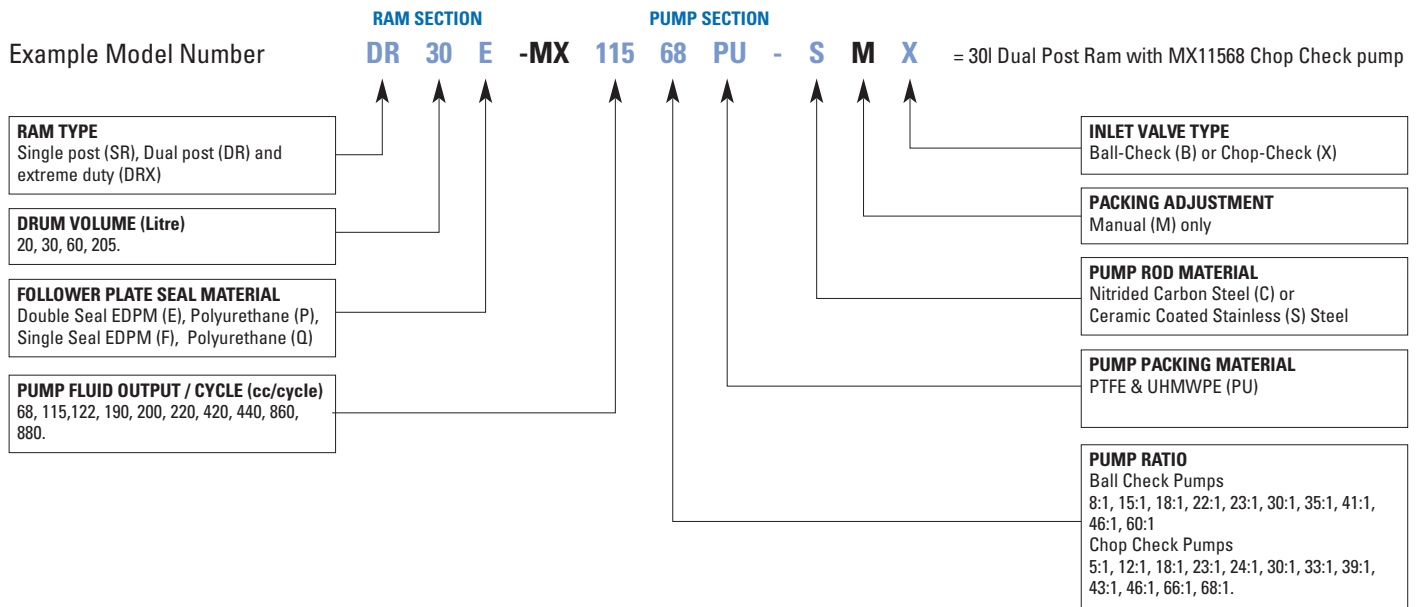 RAM SECTION PUMP SECTION
Example Model Number DR 30 E -MX 115 68 PU - S M X = 30l Dual Post Ram with MX11568 Chop Check pump
RAM TYPE
Single post (SR), Dual post (DR) and
extreme duty (DRX)
DRUM VOLUME (Litre)
20, 30, 60, 205.
FOLLOWER PLATE SEAL MATERIAL
Double Seal EDPM (E), Polyurethane (P),
Single Seal EDPM (F), Polyurethane (Q)
PUMP FLUID OUTPUT / CYCLE (cc/cycle)
68, 115,122, 190, 200, 220, 420, 440, 860,
880.
INLET VALVE TYPE
Ball-Check (B) or Chop-Check (X)
PACKING ADJUSTMENT
Manual (M) only
PUMP ROD MATERIAL
Nitrided Carbon Steel (C) or
Ceramic Coated Stainless (S) Steel
PUMP PACKING MATERIAL
PTFE & UHMWPE (PU)
PUMP RATIO
Ball Check Pumps
8:1, 15:1, 18:1, 22:1, 23:1, 30:1, 35:1, 41:1,
46:1, 60:1
Chop Check Pumps
5:1, 12:1, 18:1, 23:1, 24:1, 30:1, 33:1, 39:1,
43:1, 46:1, 66:1, 68:1.